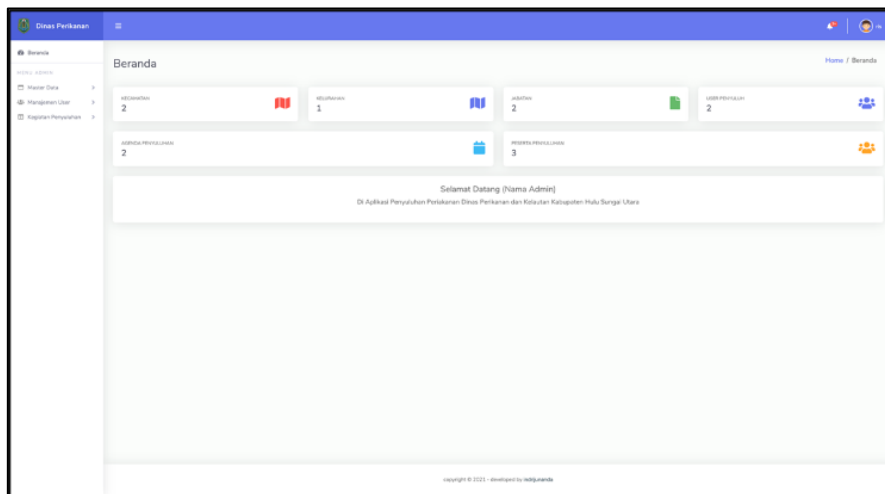 Dinas Perikanan
Beranda
MENU ADMIN
Master Data
Manajemen User
Kegiatan Penyuluhan
Beranda
Home / Beranda
KECAMATAN
2
KELURAHAN
1
JABATAN
2
USER PENYULUH
2
AGENDA PENYULUHAN
2
PESERTA PENYULUHAN
3
Selamat Datang (Nama Admin)
Di Aplikasi Penyuluhan Periakanan Dinas Perikanan dan Kelautan Kabupaten Hulu Sungai Utara
copyright © 2021 - developed by